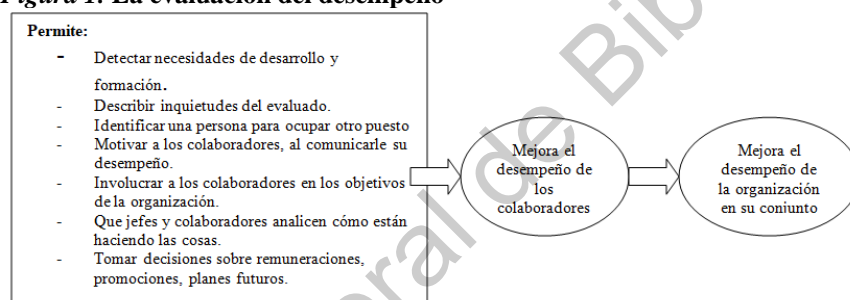 Figura 1. La evaluación del desempeño
Permite:
- Detectar necesidades de desarrollo y
formación.
- Describir inquietudes del evaluado.
- Identificar una persona para ocupar otro puesto
- Motivar a los colaboradores, al comunicarle su
desempeño.
- Involucrar a los colaboradores en los objetivos
de la organización.
- Que jefes y colaboradores analicen cómo están
haciendo las cosas.
- Tomar decisiones sobre remuneraciones,
promociones, planes futuros.
Mejora el
desempeño de
los
colaboradores
Mejora el
desempeño de
la organización
en su conjunto
oral de Bib